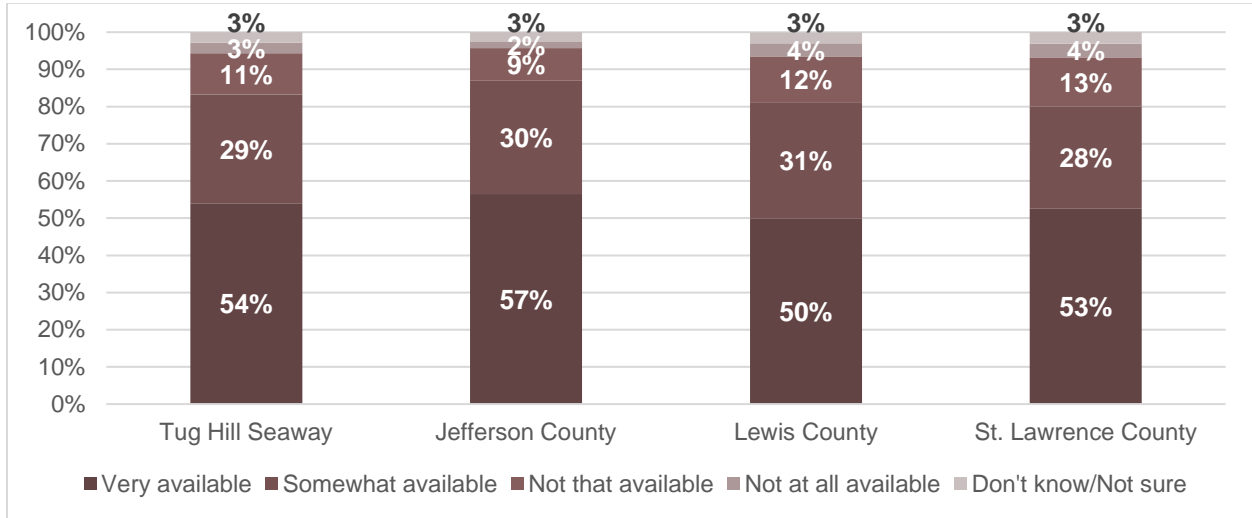 3% 3% 3% 3%
100%
3% 2% 4% 4%
90%
11% 9% 12% 13%
80%
70%
29% 30% 31% 28%
60%
50%
40%
54% 57% 50% 53%
30%
20%
10%
0%
Tug Hill Seaway Jefferson County Lewis County St. Lawrence County
Very available Somewhat available Not that available Not at all available Don't know/Not sure